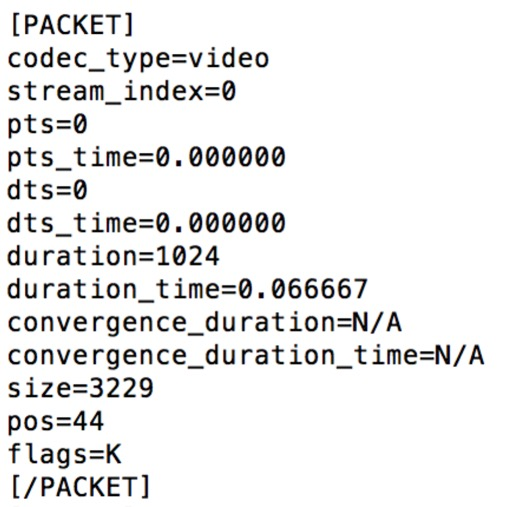 [PACKET]
codec_type=video
stream_index=0
pts=0
pts_time=0.000000
dts=0
dts_time=0.000000
duration=1024
duration_time=0.066667
convergence_duration=N/A
convergence_duration_time=N/A
size=3229
pos=44
flags=K
[/PACKET]